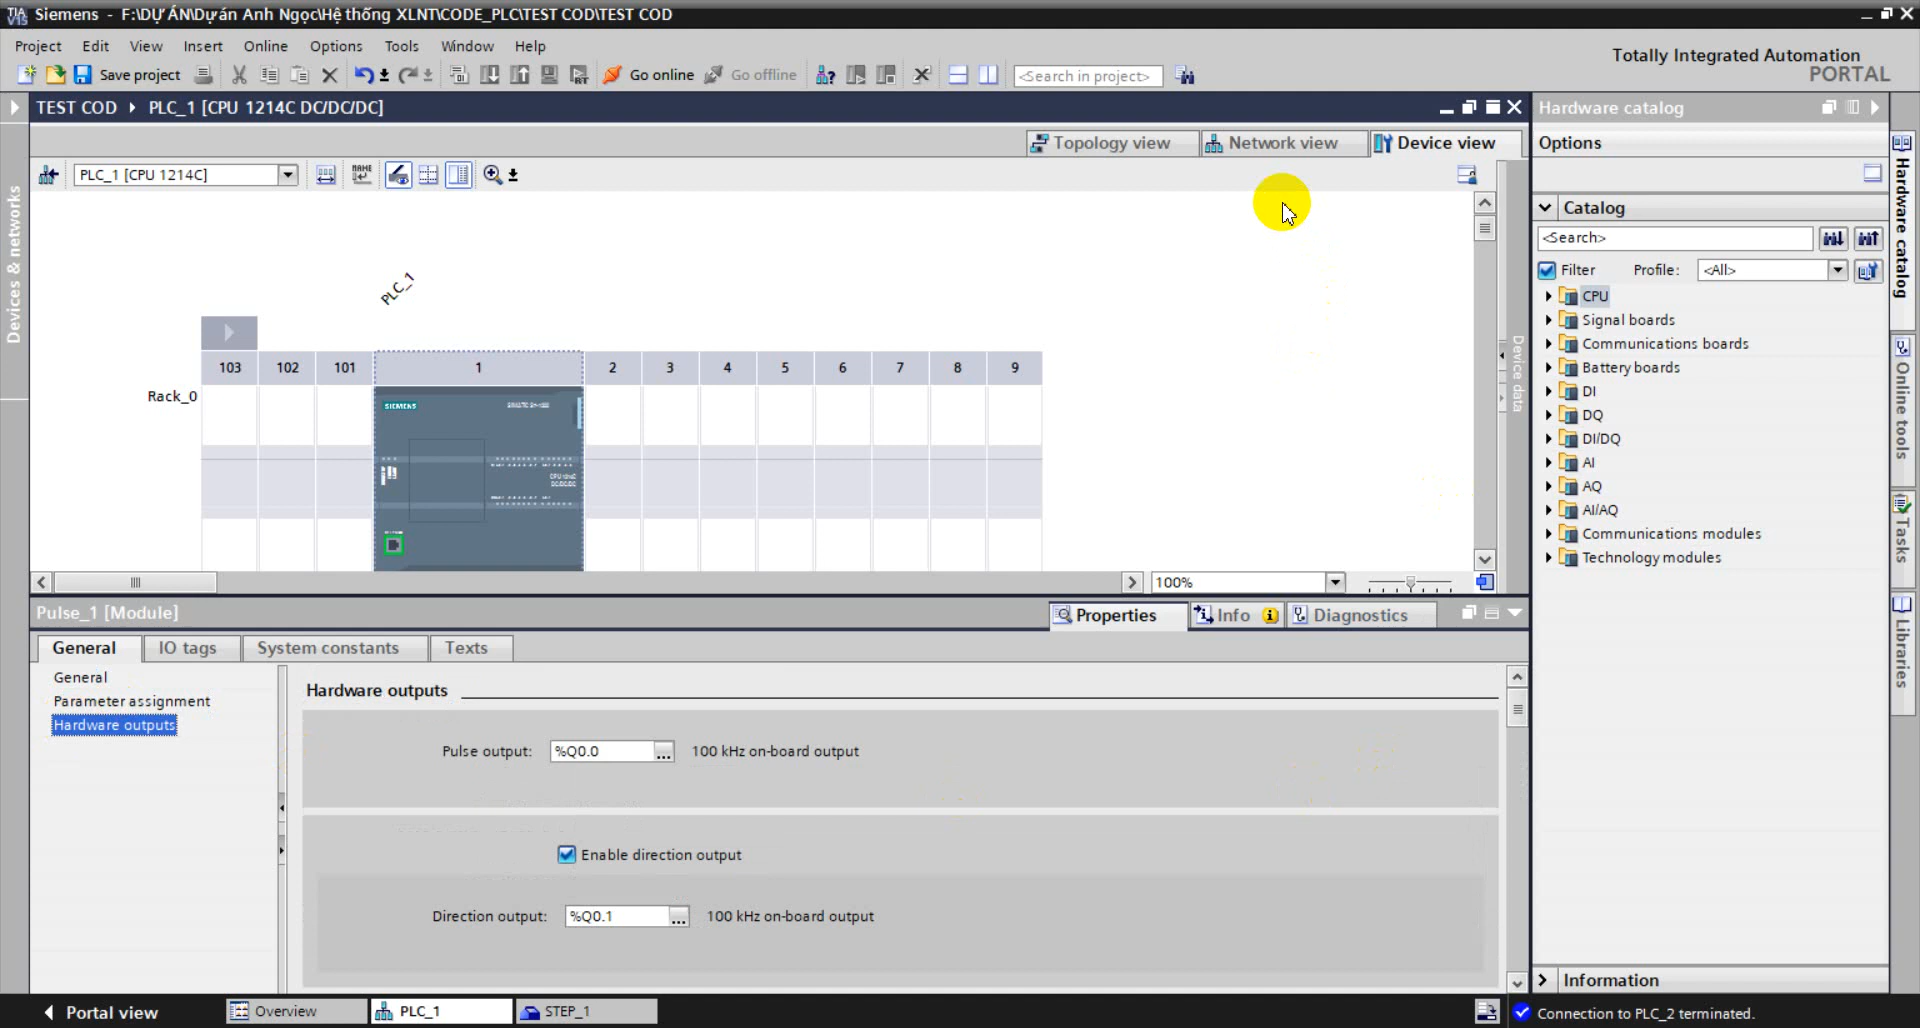 Siemens - F:\DỰ ÁN\Dự án Anh Ngọc\Hệ thống XLNT\CODE_PLC\TEST COD\TEST COD
Project Edit View Insert Online Options Tools Window Help
Totally Integrated Automation
PORTAL
Save project Go online Go offline <Search in project>
TEST COD PLC_1 [CPU 1214C DC/DC/DC]
Hardware catalog
Topology view Network view Device view
Options
PLC_1 [CPU 1214C]
Devices & networks
Catalog
<Search>
Filter Profile: <All>
CPU
Signal boards
Communications boards
Battery boards
DI
DQ
DI/DQ
AI
AQ
AI/AQ
Communications modules
Technology modules
Hardware catalog
Online tools
Tasks
Libraries
Device data
PLC_1
103 102 101 1 2 3 4 5 6 7 8 9
Rack_0
SIEMENS
100%
Pulse_1 [Module]
Properties Info Diagnostics
General IO tags System constants Texts
General
Parameter assignment
Hardware outputs
Hardware outputs
Pulse output: %Q0.0 ... 100 kHz on-board output
Enable direction output
Direction output: %Q0.1 ... 100 kHz on-board output
Information
Portal view Overview PLC_1 STEP_1
Connection to PLC_2 terminated.